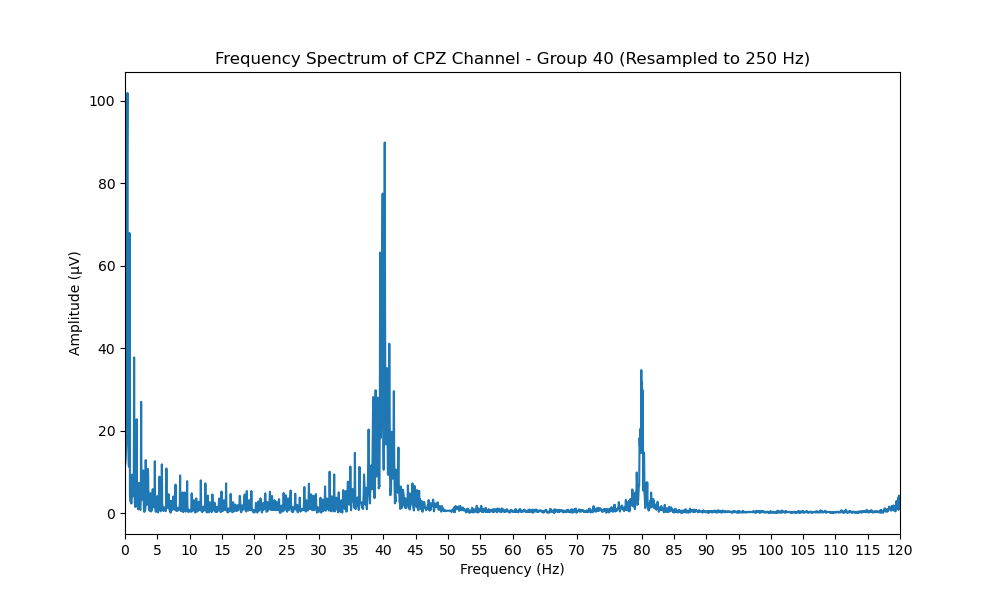 Frequency Spectrum of CPZ Channel - Group 40 (Resampled to 250 Hz)
Amplitude (µV)
100
80
60
40
20
0
0 5 10 15 20 25 30 35 40 45 50 55 60 65 70 75 80 85 90 95 100 105 110 115 120
Frequency (Hz)